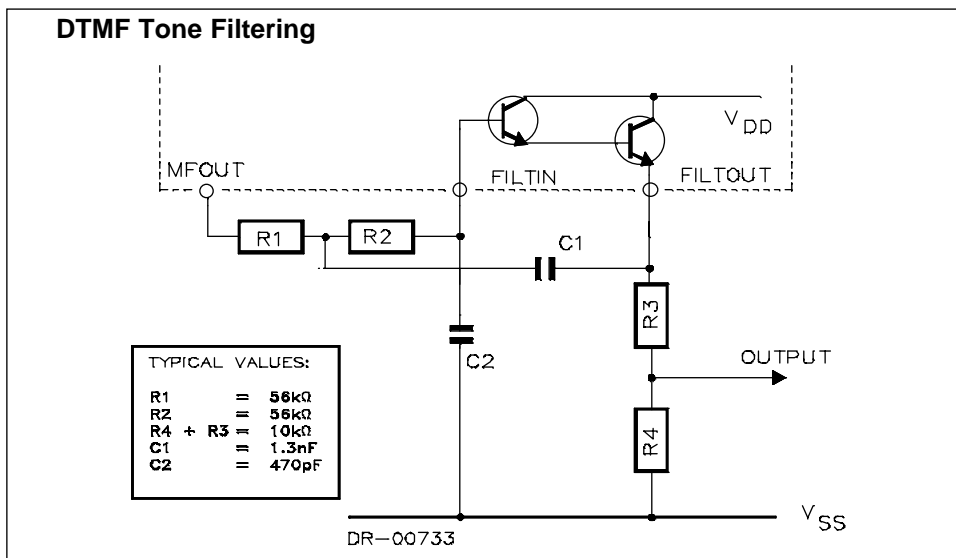 DTMF Tone Filtering
V DD
MFOUT
FILTIN
FILTOUT
R1
R2
C1
R3
C2
OUTPUT
TYPICAL VALUES:
R1 = 56kΩ
R2 = 56kΩ
R4 + R3 = 10kΩ
C1 = 1.3nF
C2 = 470pF
R4
V SS
DR-00733